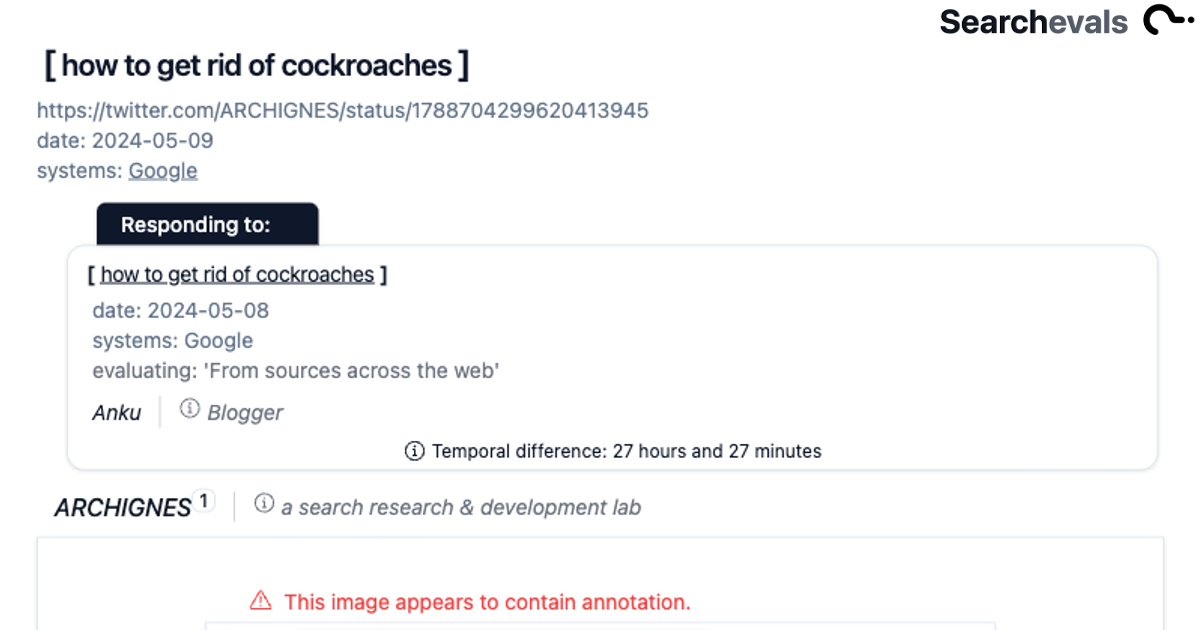 Searchevals
[ how to get rid of cockroaches ]
https://twitter.com/ARCHIGNES/status/1788704299620413945
date: 2024-05-09
systems: Google
Responding to:
[ how to get rid of cockroaches ]
date: 2024-05-08
systems: Google
evaluating: 'From sources across the web'
Anku | Blogger
Temporal difference: 27 hours and 27 minutes
ARCHIGNES 1 | a search research & development lab
This image appears to contain annotation.